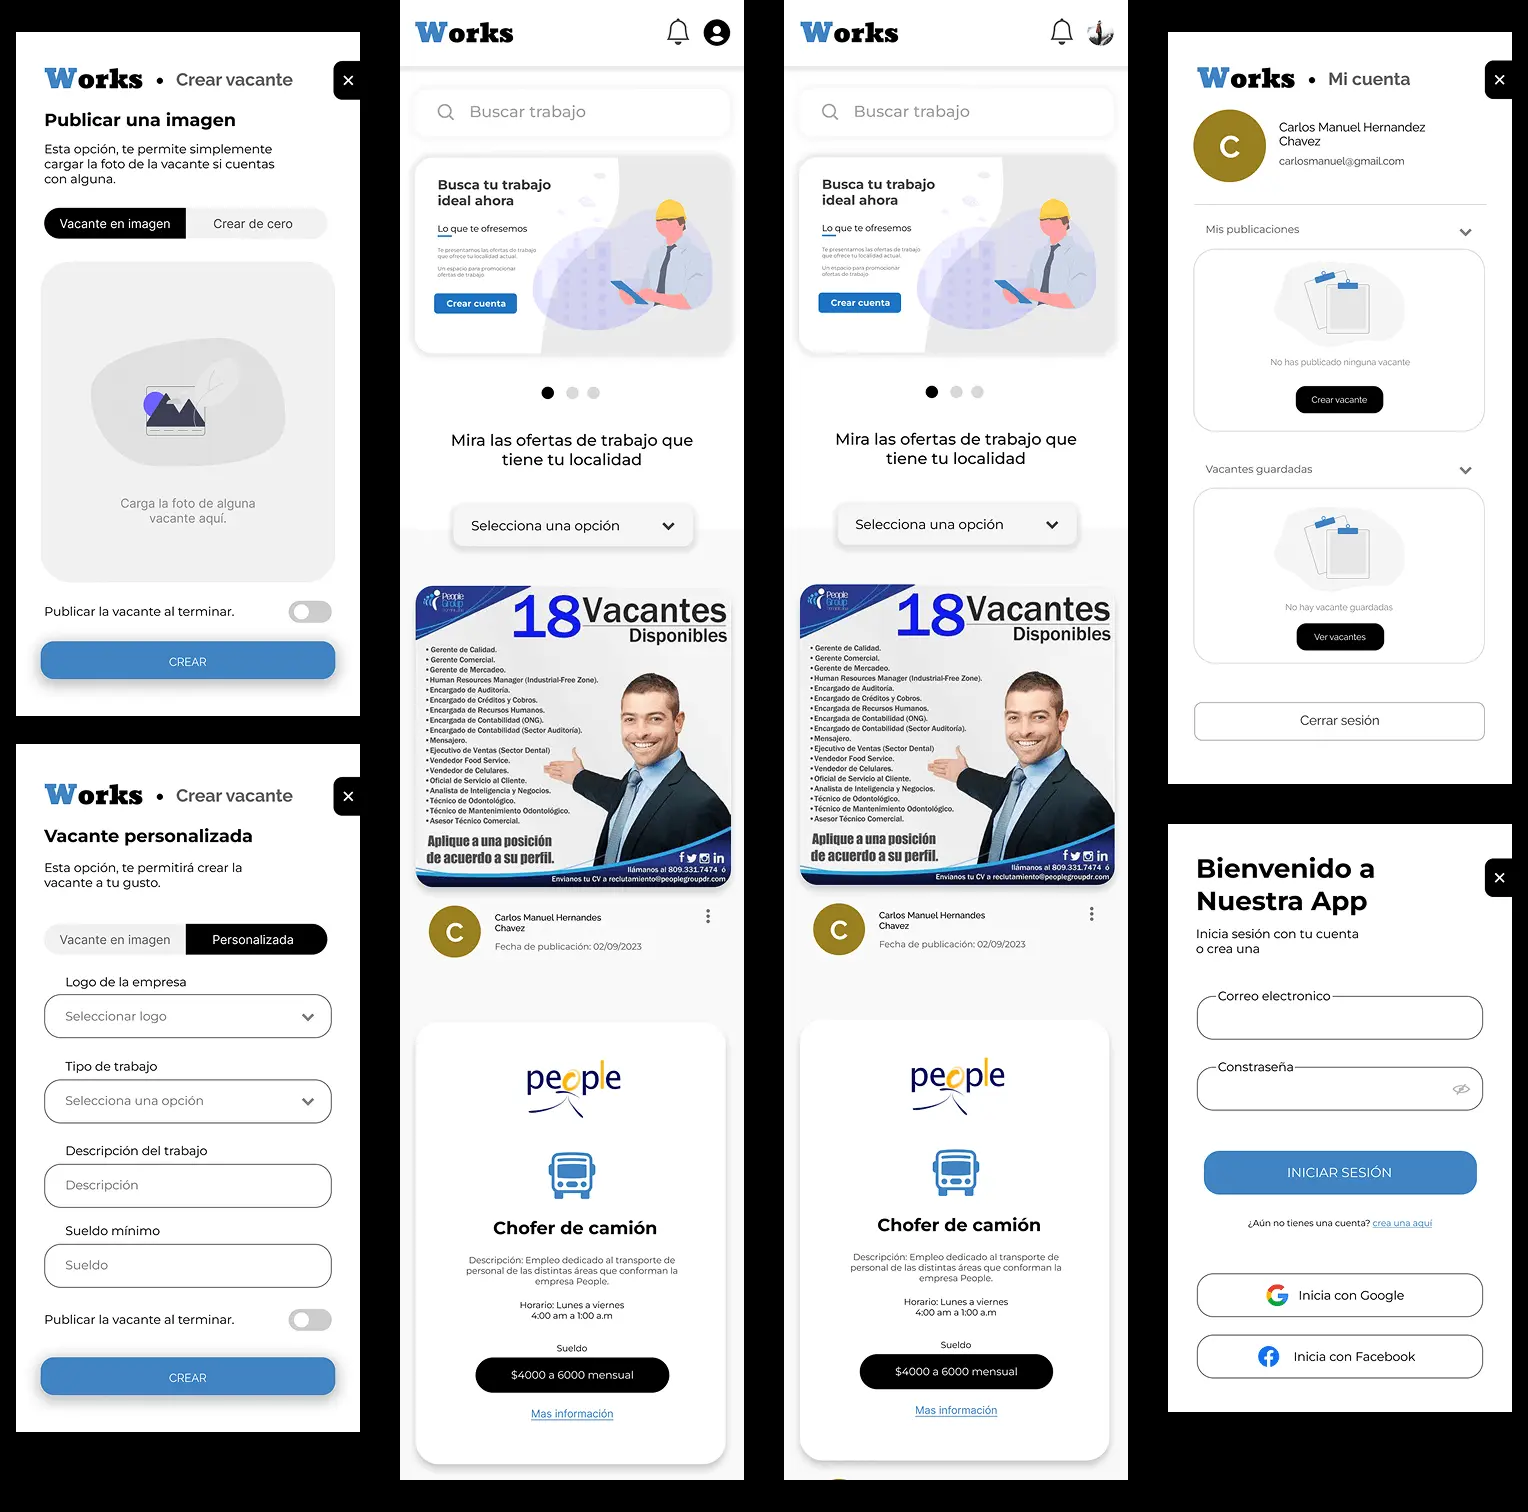 Works • Crear vacante
Publicar una imagen
Esta opción, te permite simplemente
cargar la foto de la vacante si cuentas
con alguna.
Vacante en imagen
Crear de cero
Carga la foto de alguna
vacante aquí.
Publicar la vacante al terminar.
CREAR
Works • Crear vacante
Vacante personalizada
Esta opción, te permitirá crear la
vacante a tu gusto.
Vacante en imagen
Personalizada
Logo de la empresa
Seleccionar logo
Tipo de trabajo
Selecciona una opción
Descripción del trabajo
Descripción
Sueldo mínimo
Sueldo
Publicar la vacante al terminar.
CREAR
Works
Buscar trabajo
Busca tu trabajo
ideal ahora
Lo que te ofresemos
Te presentamos las ofertas de trabajo
que ofrece tu localidad actual.
Un espacio para promocionar
ofertas de trabajo
Crear cuenta
Mira las ofertas de trabajo que
tiene tu localidad
Selecciona una opción
People
Group
18 Vacantes
Disponibles
• Gerente de Calidad.
• Gerente Comercial.
• Gerente de Mercadeo.
• Human Resources Manager (Industrial-Free Zone).
• Encargado de Auditoría.
• Encargado de Créditos y Cobros.
• Encargada de Recursos Humanos.
• Encargada de Contabilidad (ONG).
• Encargado de Contabilidad (Sector Auditoría).
• Mensajero.
• Ejecutivo de Ventas (Sector Dental)
• Vendedor Food Service.
• Vendedor de Celulares.
• Oficial de Servicio al Cliente.
• Analista de Inteligencia y Negocios.
• Técnico de Odontológico.
• Técnico de Mantenimiento Odontológico.
• Asesor Técnico Comercial.
Aplique a una posición
de acuerdo a su perfil.
llámanos al 809.331.7474 ó
Envíanos tu CV a reclutamiento@peoplegroupdr.com
C
Carlos Manuel Hernandes
Chavez
Fecha de publicación: 02/09/2023
people
Chofer de camión
Descripción: Empleo dedicado al transporte de
personal de las distintas áreas que conforman la
empresa People.
Horario: Lunes a viernes
4:00 am a 1:00 a.m
Sueldo
$4000 a 6000 mensual
Mas información
Works
Buscar trabajo
Busca tu trabajo
ideal ahora
Lo que te ofresemos
Te presentamos las ofertas de trabajo
que ofrece tu localidad actual.
Un espacio para promocionar
ofertas de trabajo
Crear cuenta
Mira las ofertas de trabajo que
tiene tu localidad
Selecciona una opción
People
Group
18 Vacantes
Disponibles
• Gerente de Calidad.
• Gerente Comercial.
• Gerente de Mercadeo.
• Human Resources Manager (Industrial-Free Zone).
• Encargado de Auditoría.
• Encargado de Créditos y Cobros.
• Encargada de Recursos Humanos.
• Encargada de Contabilidad (ONG).
• Encargado de Contabilidad (Sector Auditoría).
• Mensajero.
• Ejecutivo de Ventas (Sector Dental)
• Vendedor Food Service.
• Vendedor de Celulares.
• Oficial de Servicio al Cliente.
• Analista de Inteligencia y Negocios.
• Técnico de Odontológico.
• Técnico de Mantenimiento Odontológico.
• Asesor Técnico Comercial.
Aplique a una posición
de acuerdo a su perfil.
llámanos al 809.331.7474 ó
Envíanos tu CV a reclutamiento@peoplegroupdr.com
C
Carlos Manuel Hernandes
Chavez
Fecha de publicación: 02/09/2023
people
Chofer de camión
Descripción: Empleo dedicado al transporte de
personal de las distintas áreas que conforman la
empresa People.
Horario: Lunes a viernes
4:00 am a 1:00 a.m
Sueldo
$4000 a 6000 mensual
Mas información
Works • Mi cuenta
C
Carlos Manuel Hernandez
Chavez
carlosmanuel@gmail.com
Mis publicaciones
No has publicado ninguna vacante
Crear vacante
Vacantes guardadas
No hay vacante guardadas
Ver vacantes
Cerrar sesión
Bienvenido a
Nuestra App
Inicia sesión con tu cuenta
o crea una
Correo electronico
Constraseña
INICIAR SESIÓN
¿Aún no tienes una cuenta? crea una aquí
Inicia con Google
Inicia con Facebook